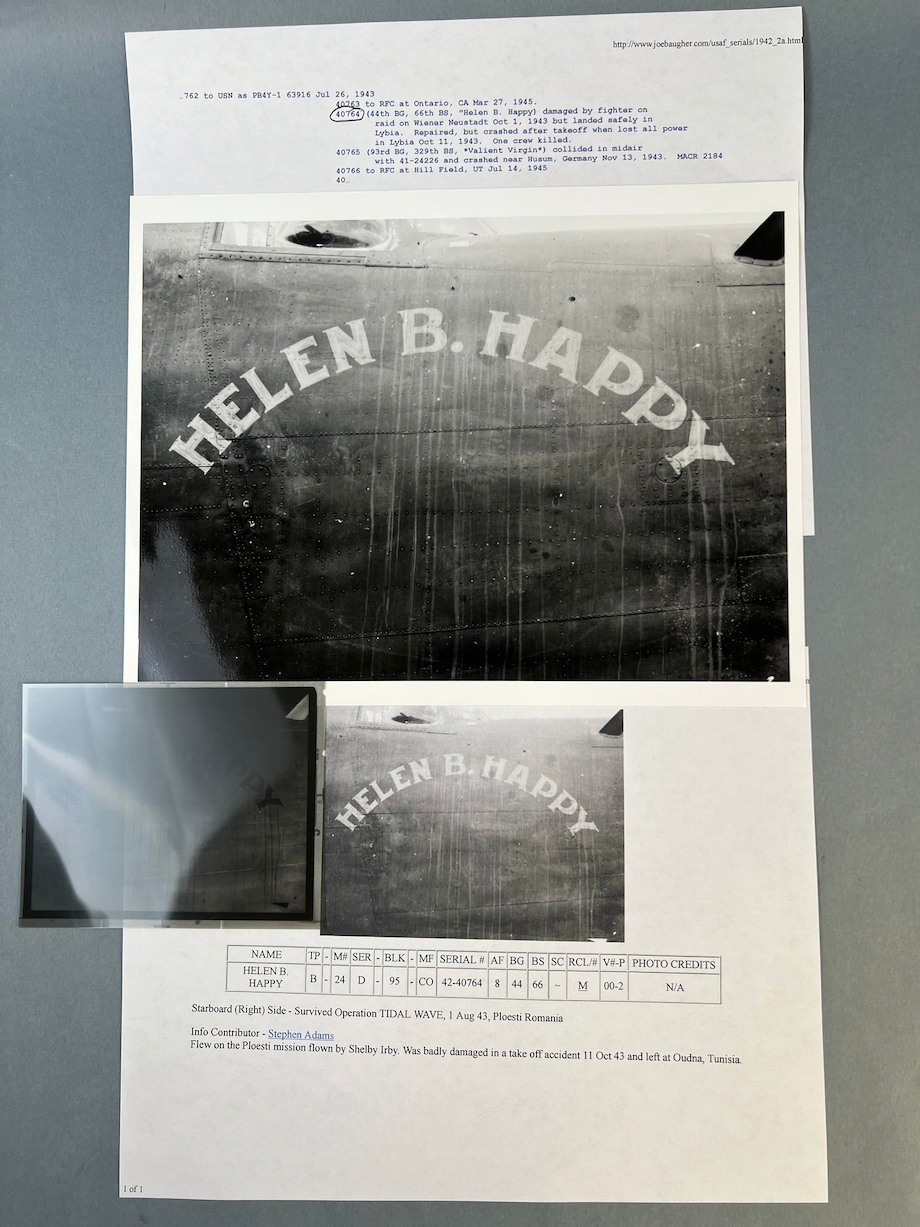 http://www.joebaugher.com/usaf_serials/1942_2a.html
762 to USN as PB4Y-1 63916 Jul 26, 1943
40763 to RFC at Ontario, CA Mar 27, 1945.
40764 (44th BG, 66th BS, "Helen B. Happy) damaged by fighter on
raid on Wiener Neustadt Oct 1, 1943 but landed safely in
Lybia. Repaired, but crashed after takeoff when lost all power
in Lybia Oct 11, 1943. One crew killed.
40765 (93rd BG, 329th BS, *Valient Virgin*) collided in midair
with 41-24226 and crashed near Husum, Germany Nov 13, 1943. MACR 2184
40766 to RFC at Hill Field, UT Jul 14, 1945
40
HELEN B. HAPPY
HELEN B. HAPPY
NAME TP - M# SER - BLK - MF SERIAL # AF BG BS SC RCL/# V#-P PHOTO CREDITS
HELEN B. HAPPY B - 24 D - 95 - CO 42-40764 8 44 66 ~ M 00-2 N/A
Starboard (Right) Side - Survived Operation TIDAL WAVE, 1 Aug 43, Ploesti Romania
Info Contributor - Stephen Adams
Flew on the Ploesti mission flown by Shelby Irby. Was badly damaged in a take off accident 11 Oct 43 and left at Oudna, Tunisia.
1 of 1